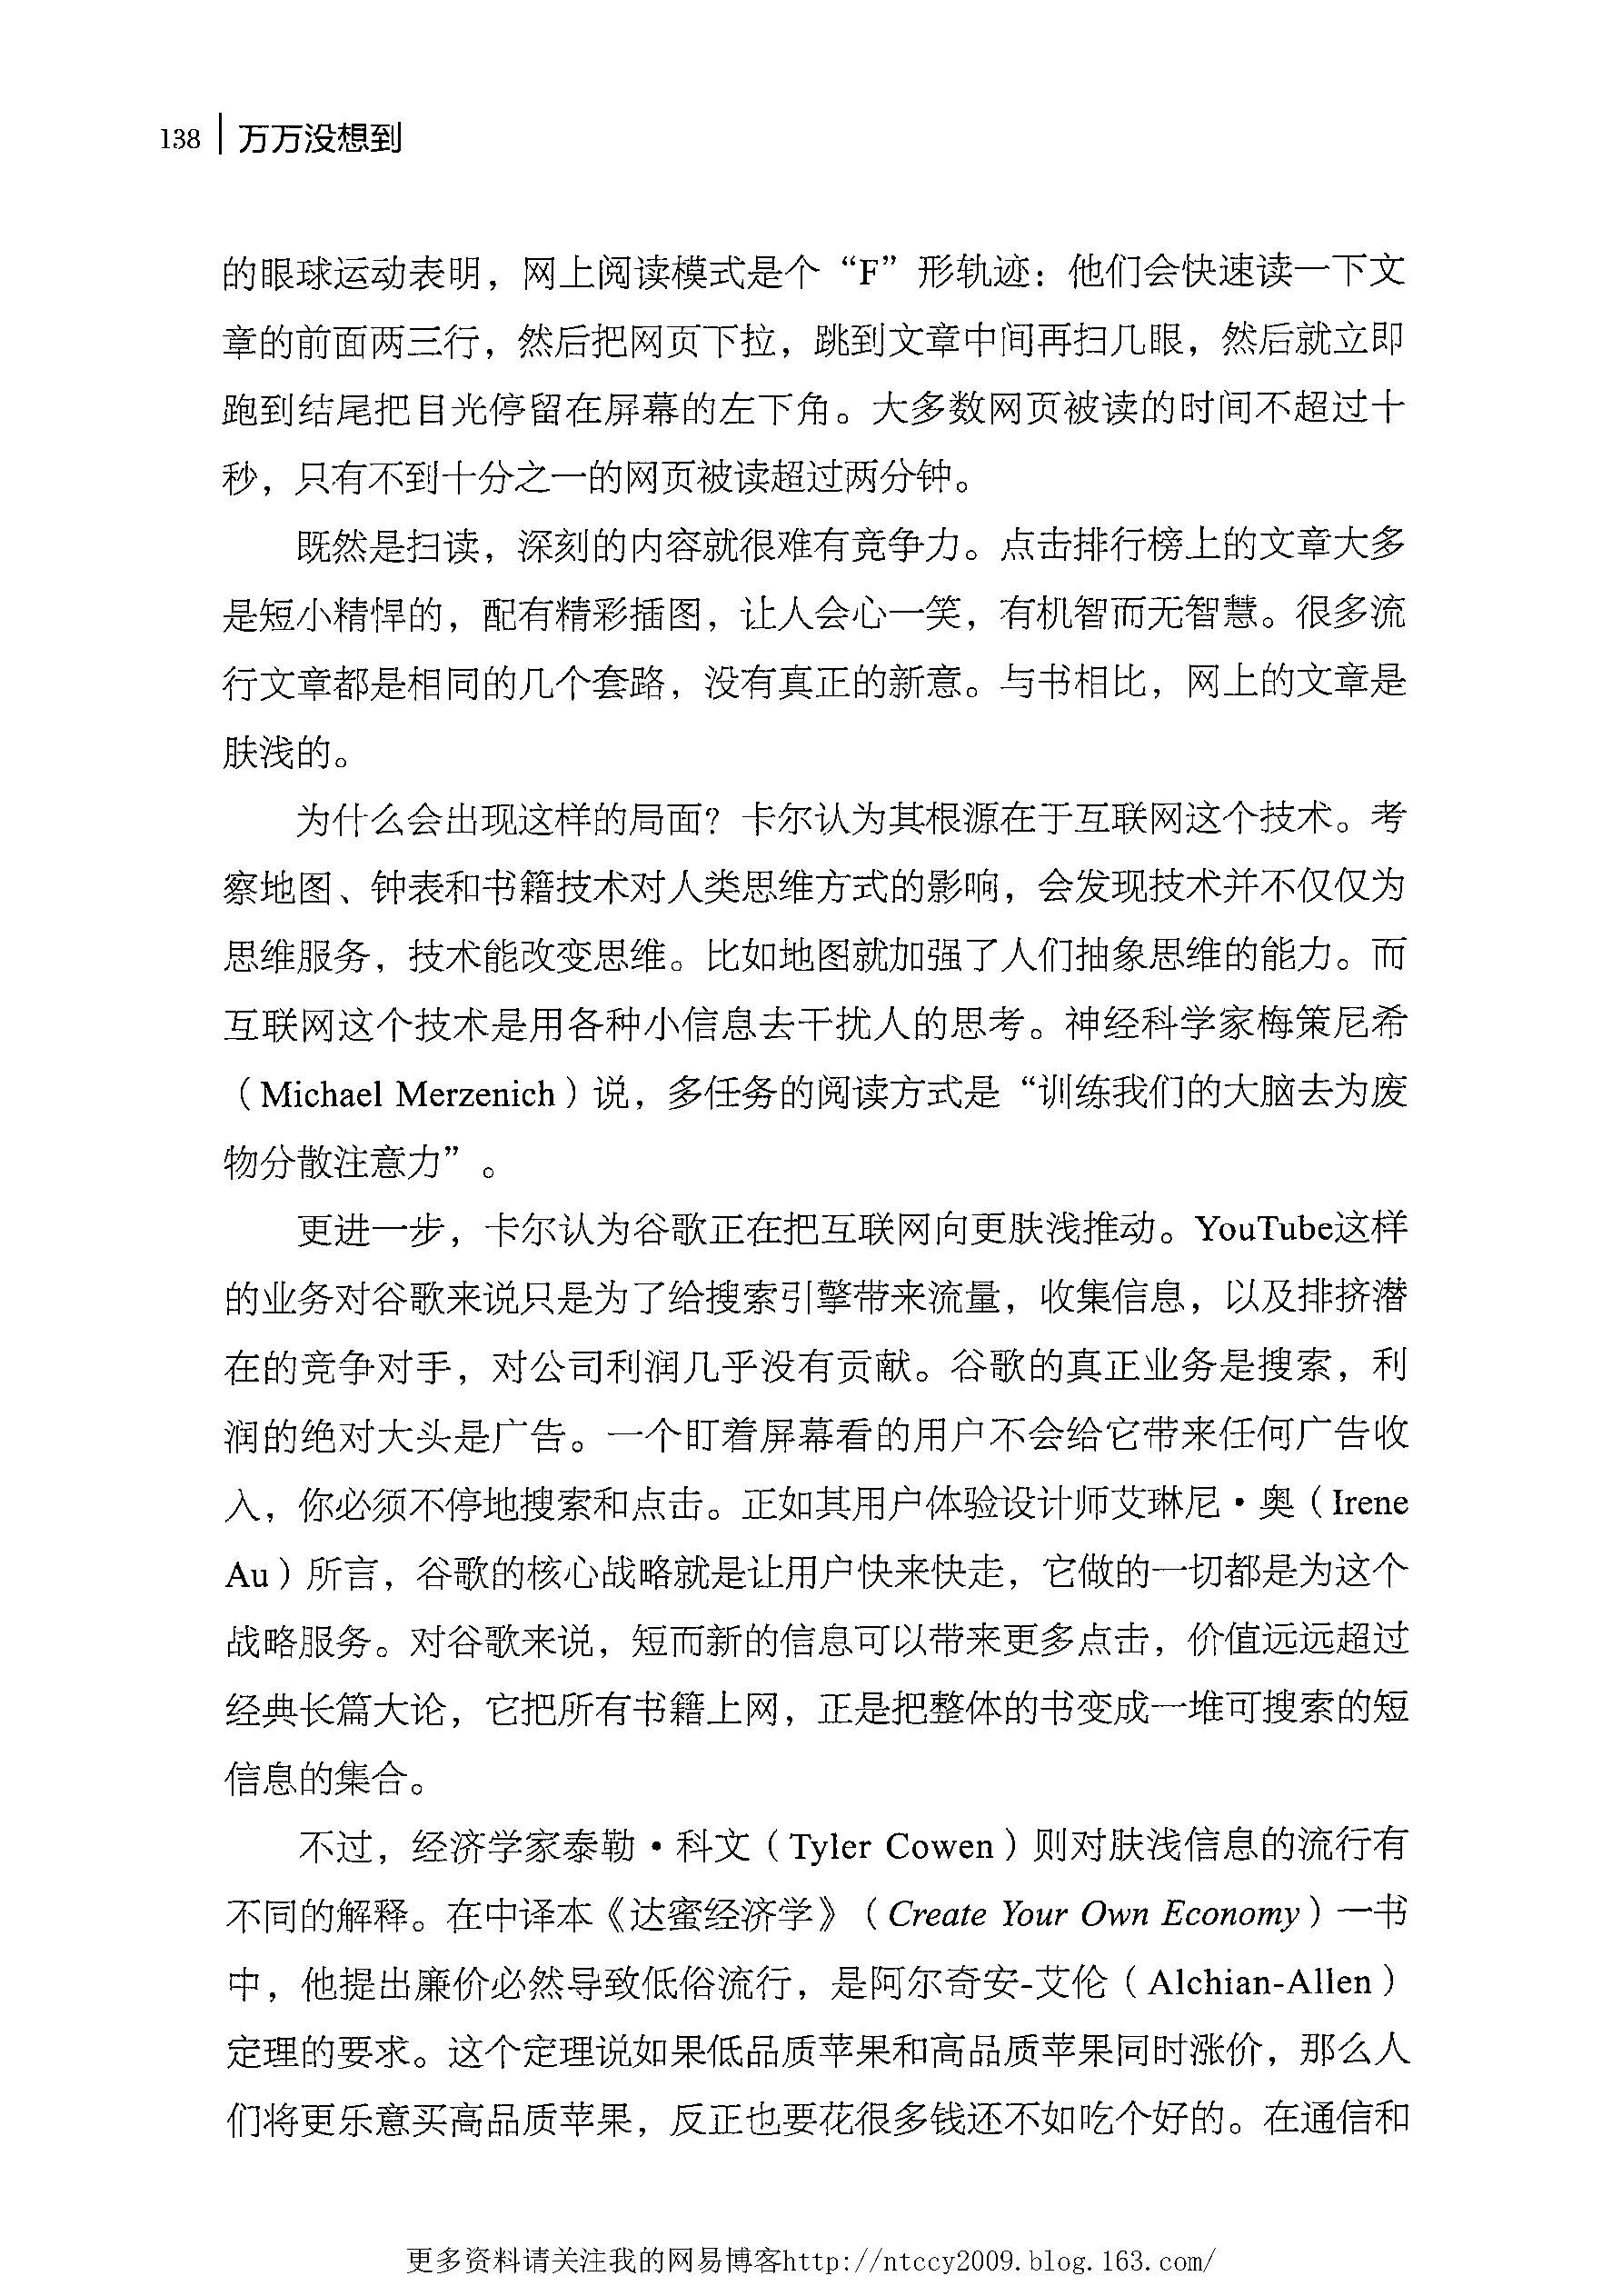 138 万万没想到
的眼球运动表明，网上阅读模式是个“F”形轨迹：他们会快速读一下文
章的前面两三行，然后把网页下拉，跳到文章中间再扫几眼，然后就立即
跑到结尾把目光停留在屏幕的左下角。大多数网页被读的时间不超过十
秒，只有不到十分之一的网页被读超过两分钟。
既然是扫读，深刻的内容就很难有竞争力。点击排行榜上的文章大多
是短小精悍的，配有精彩插图，让人会心一笑，有机智而无智慧。很多流
行文章都是相同的几个套路，没有真正的新意。与书相比，网上的文章是
肤浅的。
为什么会出现这样的局面？卡尔认为其根源在于互联网这个技术。考
察地图、钟表和书籍技术对人类思维方式的影响，会发现技术并不仅仅为
思维服务，技术能改变思维。比如地图就加强了人们抽象思维的能力。而
互联网这个技术是用各种小信息去干扰人的思考。神经科学家梅策尼希
（Michael Merzenich）说，多任务的阅读方式是“训练我们的大脑去为废
物分散注意力”。
更进一步，卡尔认为谷歌正在把互联网向更肤浅推动。YouTube这样
的业务对谷歌来说只是为了给搜索引擎带来流量，收集信息，以及排挤潜
在的竞争对手，对公司利润几乎没有贡献。谷歌的真正业务是搜索，利
润的绝对大头是广告。一个盯着屏幕看的用户不会给它带来任何广告收
入，你必须不停地搜索和点击。正如其用户体验设计师艾琳尼·奥（Irene
Au）所言，谷歌的核心战略就是让用户快来快走，它做的一切都是为这个
战略服务。对谷歌来说，短而新的信息可以带来更多点击，价值远远超过
经典长篇大论，它把所有书籍上网，正是把整体的书变成一堆可搜索的短
信息的集合。
不过，经济学家泰勒·科文（Tyler Cowen）则对肤浅信息的流行有
不同的解释。在中译本《达蜜经济学》（Create Your Own Economy）一书
中，他提出廉价必然导致低俗流行，是阿尔奇安-艾伦（Alchian-Allen）
定理的要求。这个定理说如果低品质苹果和高品质苹果同时涨价，那么人
们将更乐意买高品质苹果，反正也要花很多钱还不如吃个好的。在通信和
更多资料请关注我的网易博客http://ntccy2009.blog.163.com/